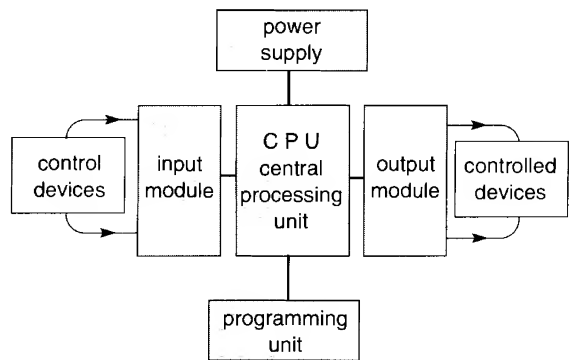 power
supply
control
devices
input
module
C P U
central
processing
unit
output
module
controlled
devices
programming
unit